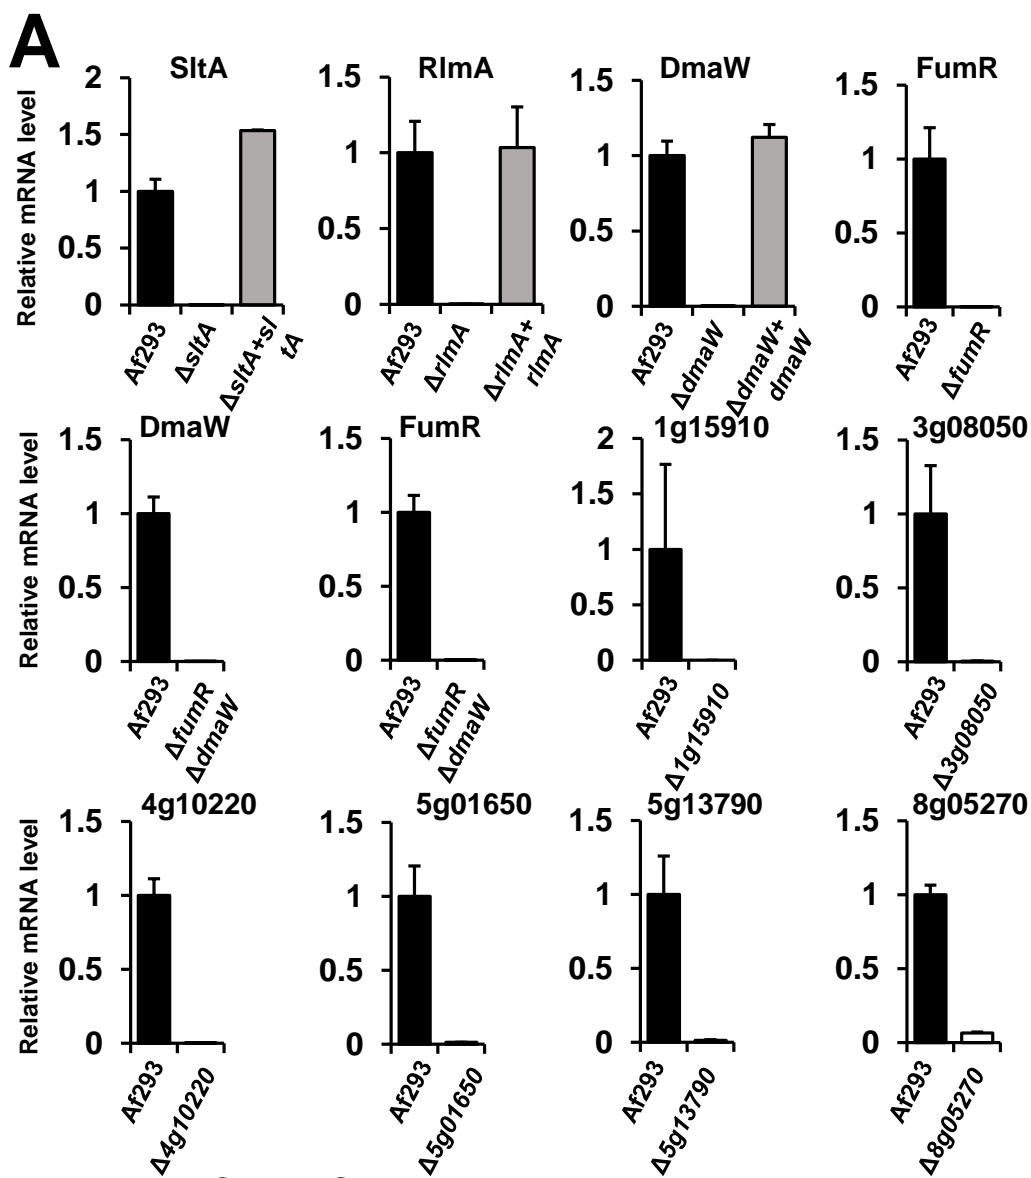 A
SltA
RlmA
DmaW
FumR
Relative mRNA level
2
1.5
1
0.5
0
Af293
ΔsltA
ΔsltA+sl
tA
1.5
1
0.5
0
Af293
ΔrlmA
ΔrlmA+
rlmA
1.5
1
0.5
0
Af293
ΔdmaW
ΔdmaW+
dmaW
1.5
1
0.5
0
Af293
ΔfumR
DmaW
FumR
1g15910
3g08050
Relative mRNA level
1.5
1
0.5
0
Af293
ΔfumR
ΔdmaW
1.5
1
0.5
0
Af293
ΔfumR
ΔdmaW
2
1.5
1
0.5
0
Af293
Δ1g15910
1.5
1
0.5
0
Af293
Δ3g08050
4g10220
5g01650
5g13790
8g05270
Relative mRNA level
1.5
1
0.5
0
Af293
Δ4g10220
1.5
1
0.5
0
Af293
Δ5g01650
1.5
1
0.5
0
Af293
Δ5g13790
1.5
1
0.5
0
Af293
Δ8g05270